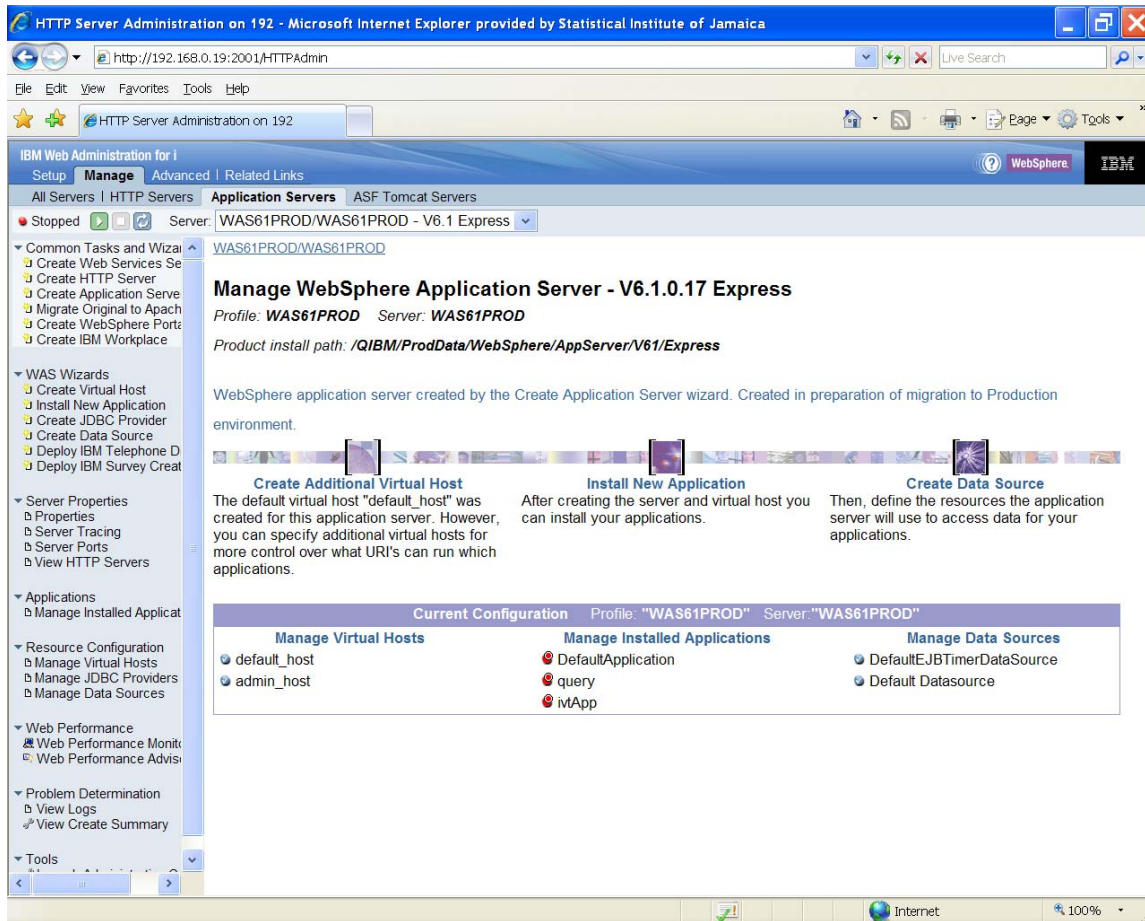 HTTP Server Administration on 192 - Microsoft Internet Explorer provided by Statistical Institute of Jamaica
http://192.168.0.19:2001/HTTPAdmin
Live Search
File Edit View Favorites Tools Help
HTTP Server Administration on 192
Page Tools
IBM Web Administration for i
Setup Manage Advanced | Related Links
WebSphere. IBM
All Servers | HTTP Servers Application Servers ASF Tomcat Servers
Stopped Server: WAS61PROD/WAS61PROD - V6.1 Express
Common Tasks and Wizar
Create Web Services Se
Create HTTP Server
Create Application Serve
Migrate Original to Apach
Create WebSphere Porta
Create IBM Workplace
WAS Wizards
Create Virtual Host
Install New Application
Create JDBC Provider
Create Data Source
Deploy IBM Telephone D
Deploy IBM Survey Creat
Server Properties
Properties
Server Tracing
Server Ports
View HTTP Servers
Applications
Manage Installed Applicat
Resource Configuration
Manage Virtual Hosts
Manage JDBC Providers
Manage Data Sources
Web Performance
Web Performance Monito
Web Performance Adviso
Problem Determination
View Logs
View Create Summary
Tools
WAS61PROD/WAS61PROD
Manage WebSphere Application Server - V6.1.0.17 Express
Profile: WAS61PROD Server: WAS61PROD
Product install path: /QIBM/ProdData/WebSphere/AppServer/V61/Express
WebSphere application server created by the Create Application Server wizard. Created in preparation of migration to Production
environment.
Create Additional Virtual Host
The default virtual host "default_host" was
created for this application server. However,
you can specify additional virtual hosts for
more control over what URI's can run which
applications.
Install New Application
After creating the server and virtual host you
can install your applications.
Create Data Source
Then, define the resources the application
server will use to access data for your
applications.
Current Configuration Profile: "WAS61PROD" Server:"WAS61PROD"
Manage Virtual Hosts
default_host
admin_host
Manage Installed Applications
DefaultApplication
query
ivtApp
Manage Data Sources
DefaultEJBTimerDataSource
Default Datasource
Internet
100%